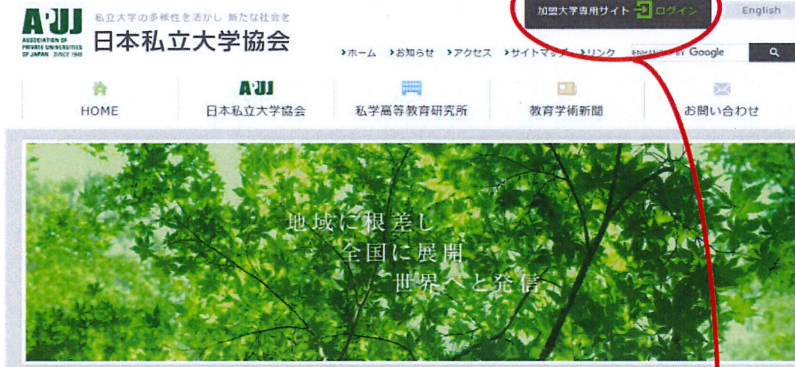 APUJ
ASSOCIATION OF
PRIVATE UNIVERSITIES
OF JAPAN SINCE 1946
私立大学の多様性を活かし 新たな社会を
日本私立大学協会
加盟大学専用サイト ログイン
English
ホーム お知らせ アクセス サイトマップ リンク
ENHANCED BY Google
HOME
APUJ
日本私立大学協会
私学高等教育研究所
教育学術新聞
お問い合わせ
地域に根差し
全国に展開
世界へと発信